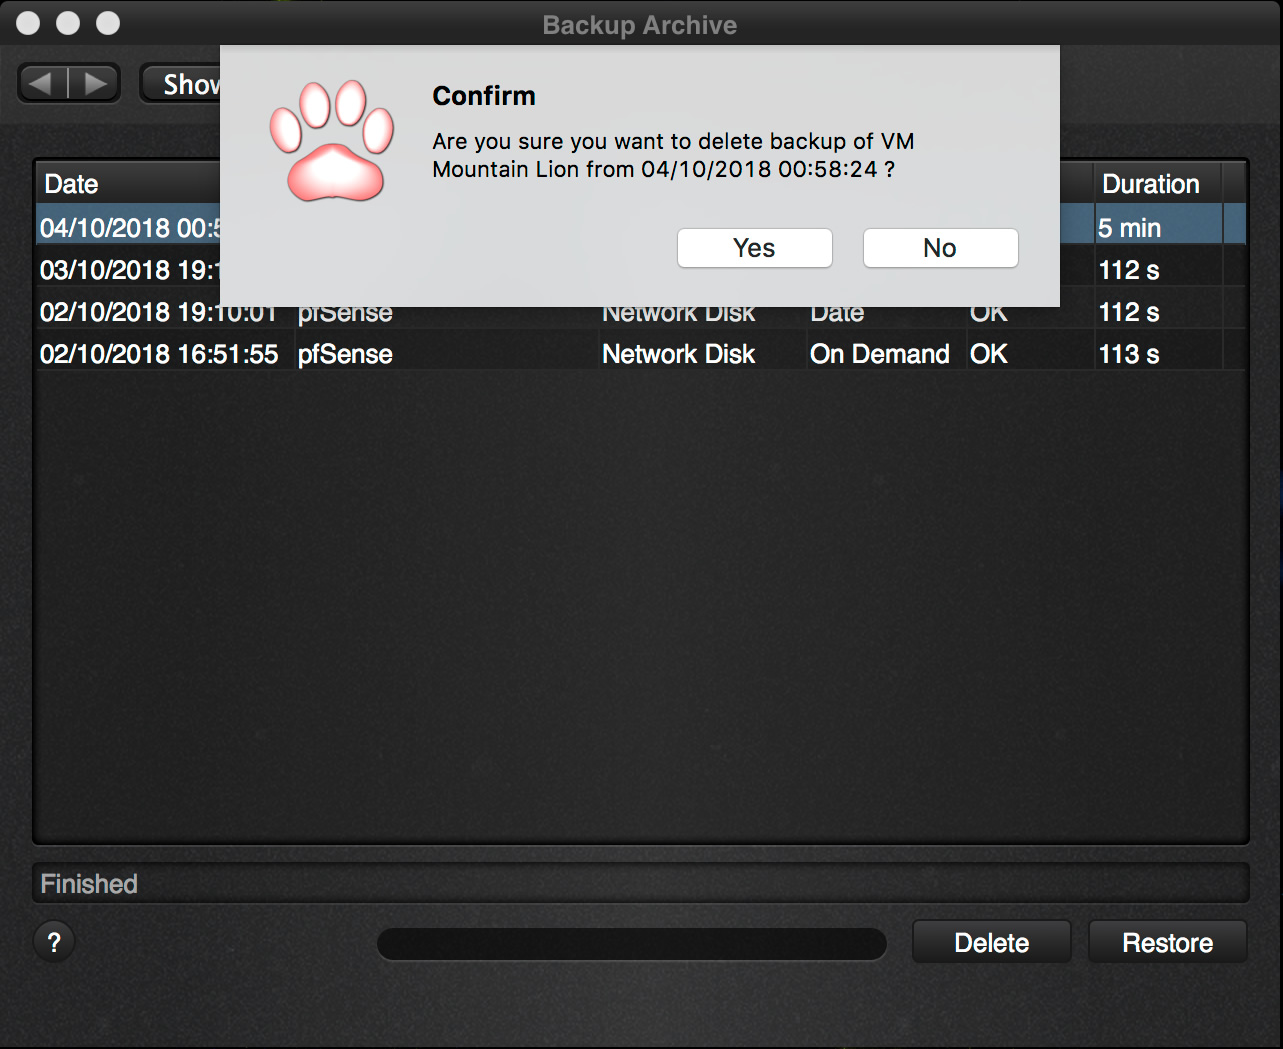 Backup Archive
Show
Confirm
Are you sure you want to delete backup of VM
Mountain Lion from 04/10/2018 00:58:24 ?
Yes No
Date Duration
04/10/2018 00:5 5 min
03/10/2018 19:1 112 s
02/10/2018 19:10:01 pfSense Network Disk Date OK 112 s
02/10/2018 16:51:55 pfSense Network Disk On Demand OK 113 s
Finished
? Delete Restore